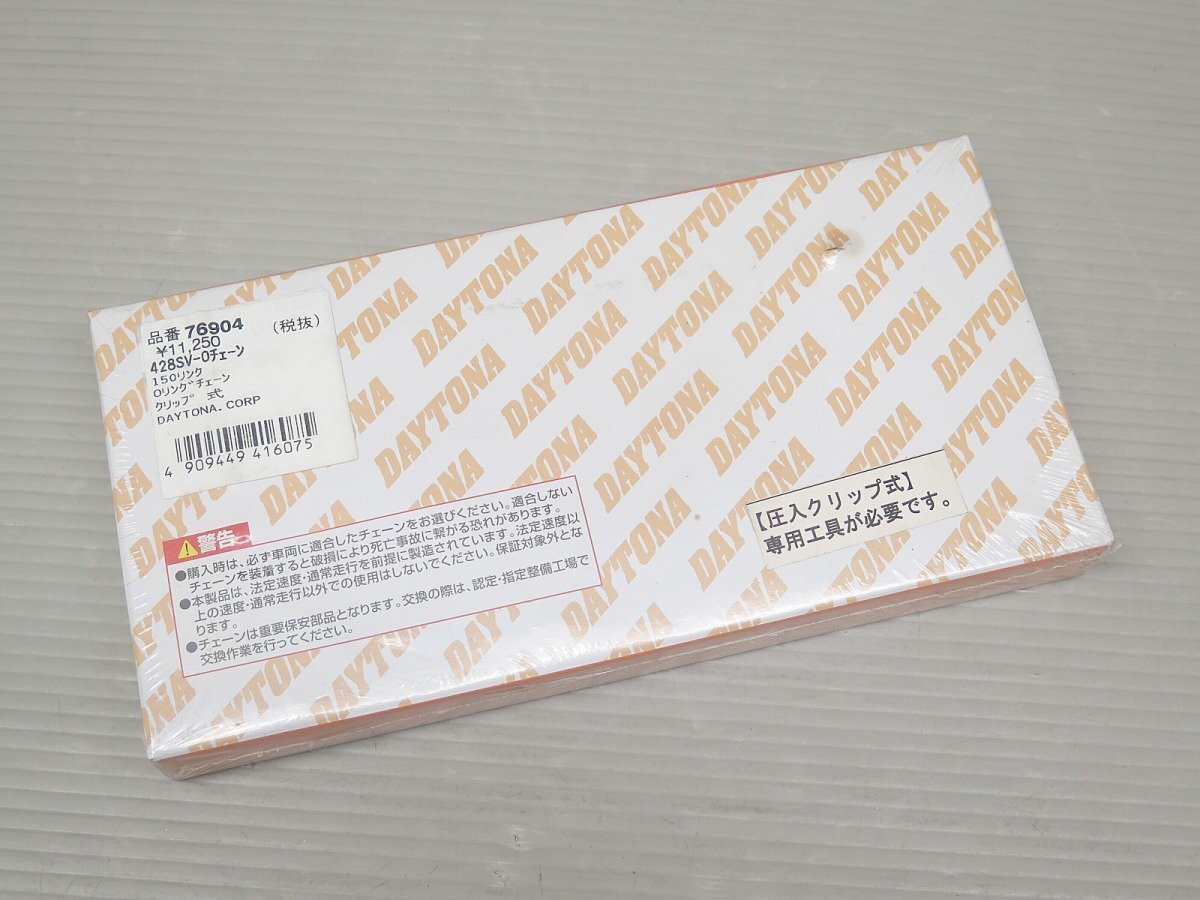 品番 76904 (税抜)
¥11,250
428SV-Oチェーン
150リンク
Oリングチェーン
クリップ 式
DAYTONA. CORP
4 909449 416075
警告
●購入時は、必ず車両に適合したチェーンをお選びください。適合しない
チェーンを装着すると破損により死亡事故に繋がる恐れがあります。
●本製品は、法定速度・通常走行を前提に製造されています。法定速度以
上の速度・通常走行以外での使用はしないでください。保証対象外とな
ります。
●チェーンは重要保安部品となります。交換の際は、認定・指定整備工場で
交換作業を行ってください。
【圧入クリップ式】
専用工具が必要です。
DAYTONA
DAYTONA
DAYTONA
DAYTONA
DAYTONA
DAYTONA
DAYTONA
DAYTONA
DAYTONA
DAYTONA